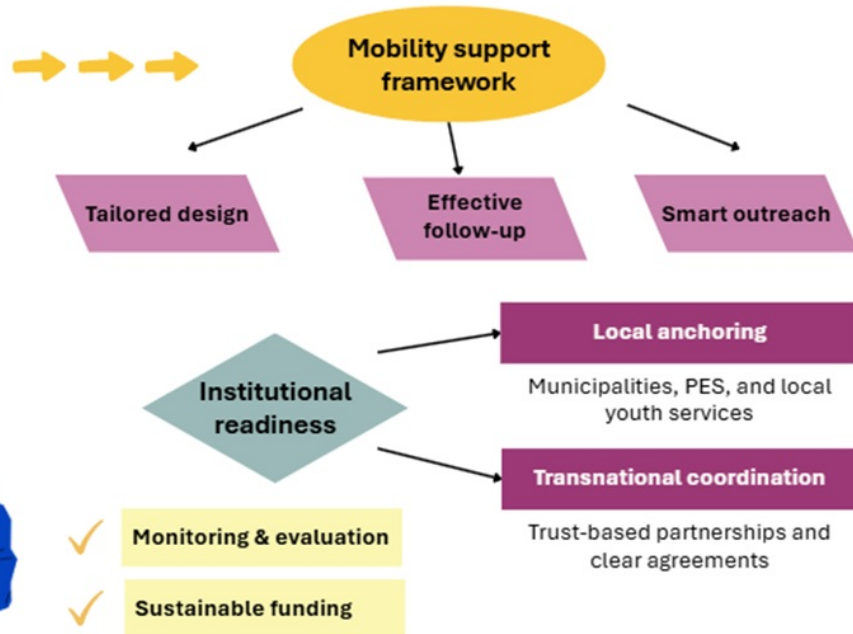 Mobility support
framework
Tailored design
Effective
follow-up
Smart outreach
Institutional
readiness
Local anchoring
Municipalities, PES, and local
youth services
Transnational coordination
Trust-based partnerships and
clear agreements
Monitoring & evaluation
Sustainable funding